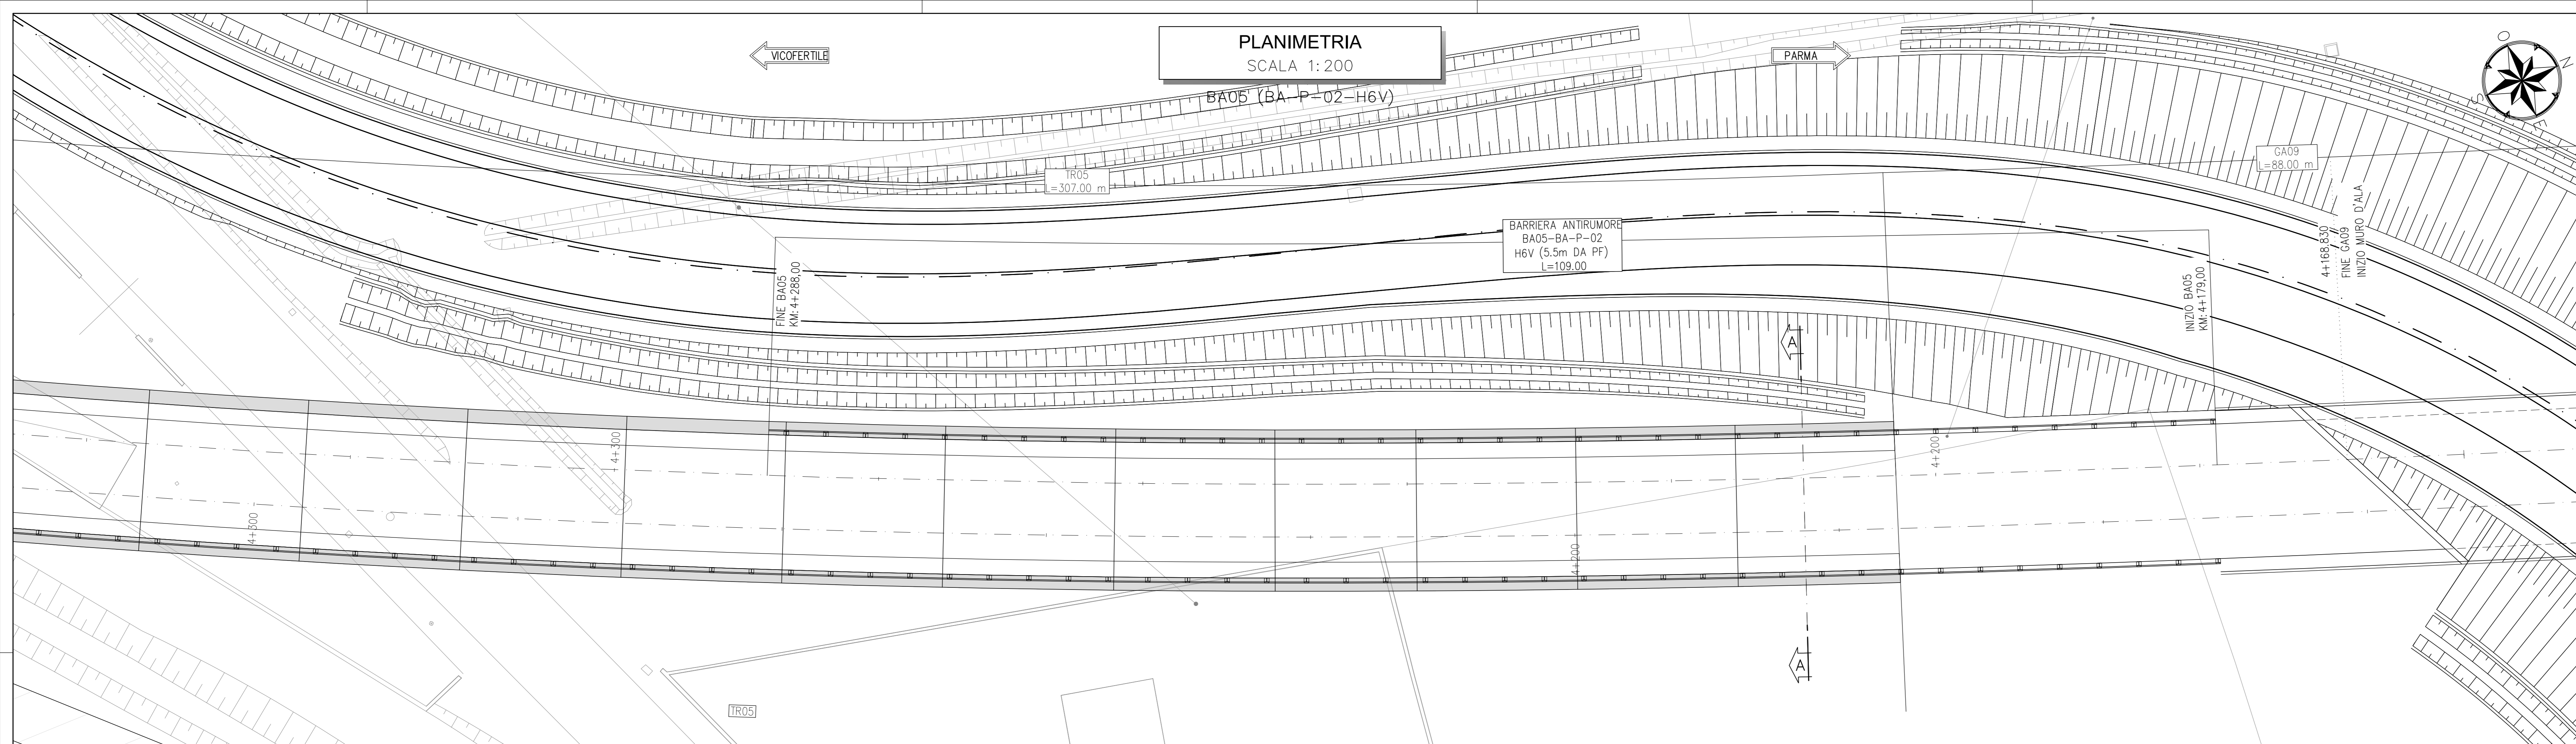 PLANIMETRIA
SCALA 1:200
BA05 (BA-P-02-H6V)
VICOFERTILE
PARMA
O
N
S
E
TR05
L=307.00 m
GA09
L=88.00 m
BARRIERA ANTIRUMORE
BA05-BA-P-02
H6V (5.5m DA PF)
L=109.00
FINE BA05
KM:4+288,00
INIZIO BA05
KM:4+179,00
4+168.830
FINE GA09
INIZIO MURO D'ALA
A
4+300
4+200
4+300
4+200
A
TR05